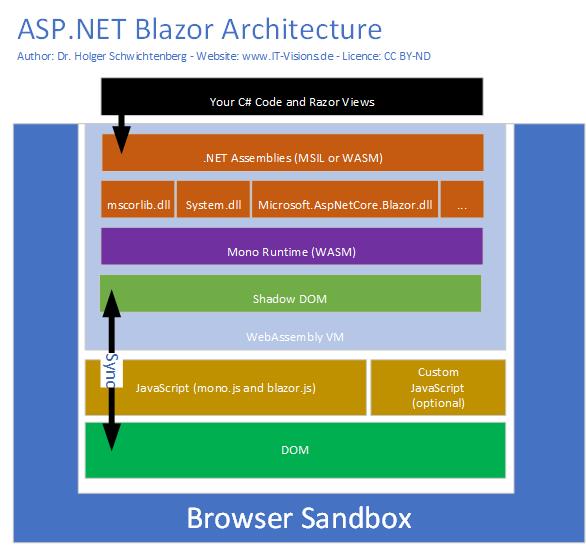 ASP.NET Blazor Architecture
Author: Dr. Holger Schwichtenberg - Website: www.IT-Visions.de - Licence: CC BY-ND
Your C# Code and Razor Views
.NET Assemblies (MSIL or WASM)
mscorlib.dll
System.dll
Microsoft.AspNetCore.Blazor.dll
...
Mono Runtime (WASM)
Shadow DOM
WebAssembly VM
Sync
JavaScript (mono.js and blazor.js)
Custom
JavaScript
(optional)
DOM
Browser Sandbox